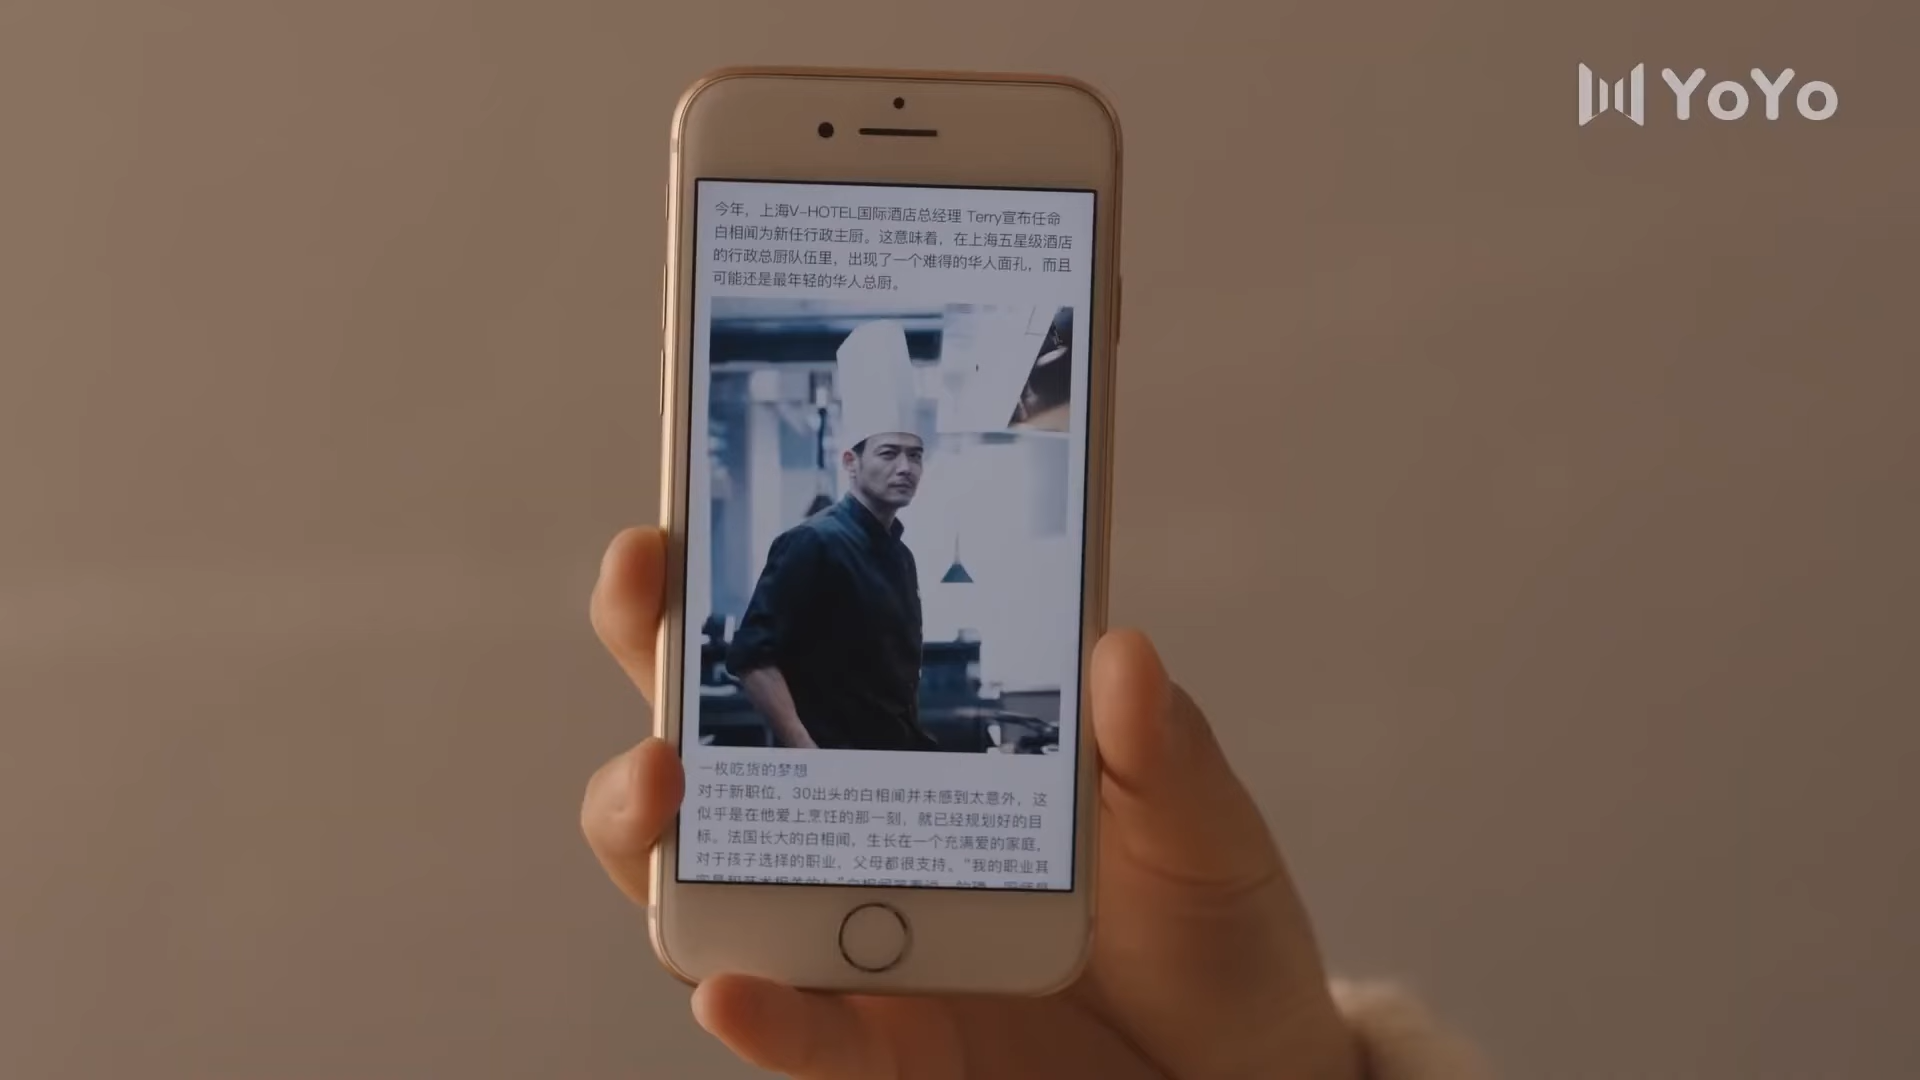 YoYo
今年，上海V-HOTEL国际酒店总经理 Terry宣布任命
白相闻为新任行政主厨。这意味着，在上海五星级酒店
的行政总厨队伍里，出现了一个难得的华人面孔，而且
可能还是最年轻的华人总厨。
一枚吃货的梦想
对于新职位，30出头的白相闻并未感到太意外，这
似乎是在他爱上烹饪的那一刻，就已经规划好的目
标。法国长大的白相闻，生长在一个充满爱的家庭，
对于孩子选择的职业，父母都很支持。“我的职业其